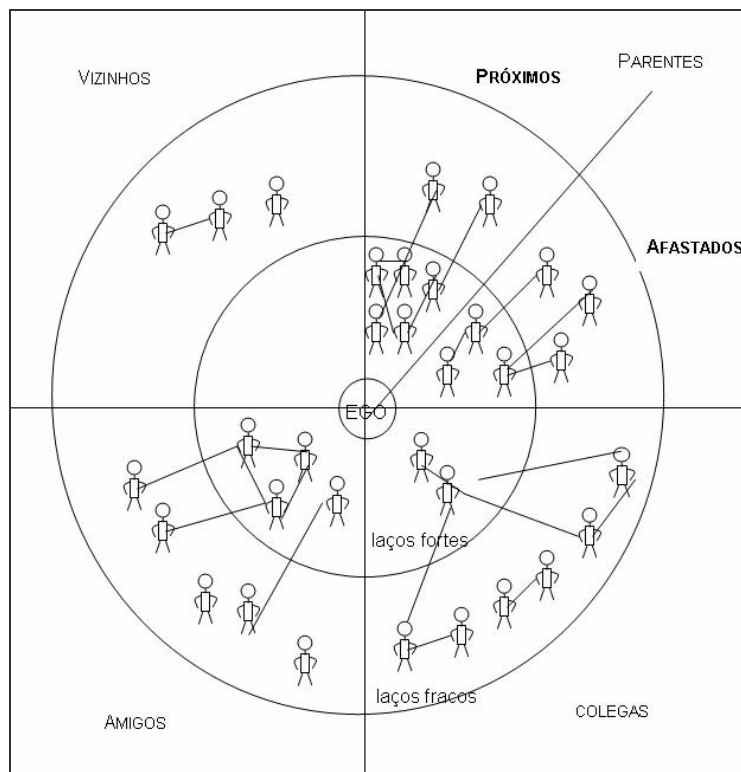 VIZINHOS
PRÓXIMOS
PARENTES
AFASTADOS
EGO
laços fortes
laços fracos
AMIGOS
COLEGAS